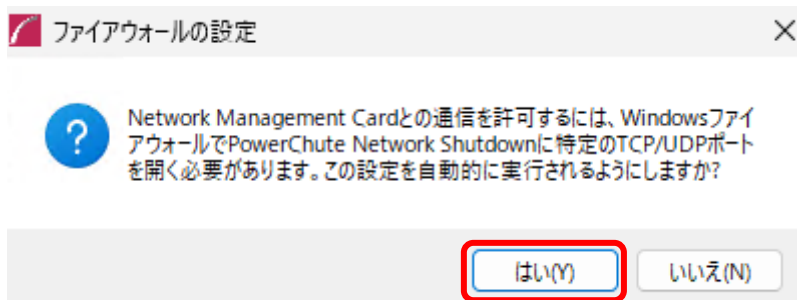 ファイアウォールの設定
Network Management Cardとの通信を許可するには、Windowsファイ
アウォールでPowerChute Network Shutdownに特定のTCP/UDPポート
を開く必要があります。この設定を自動的に実行されるようにしますか?
はい(Y)
いいえ(N)